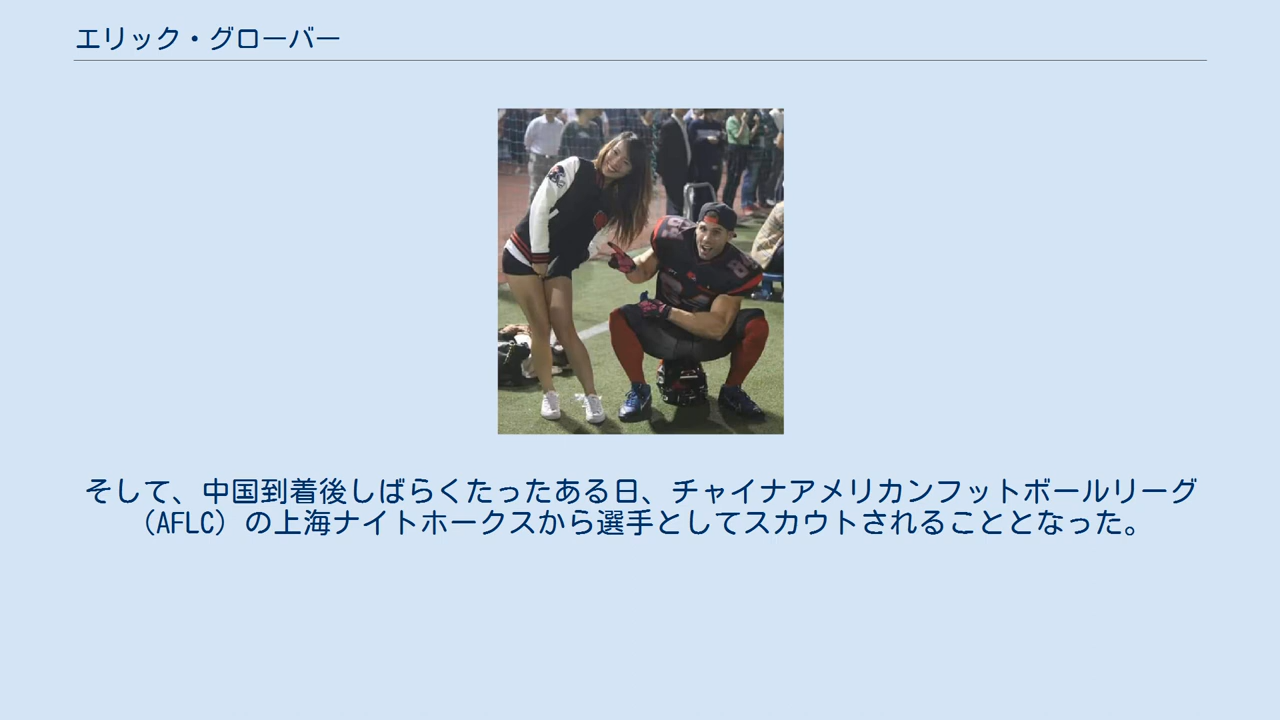 エリック・グローバー
そして、中国到着後しばらくたったある日、チャイナアメリカンフットボールリーグ
（AFLC）の上海ナイトホークスから選手としてスカウトされることとなった。